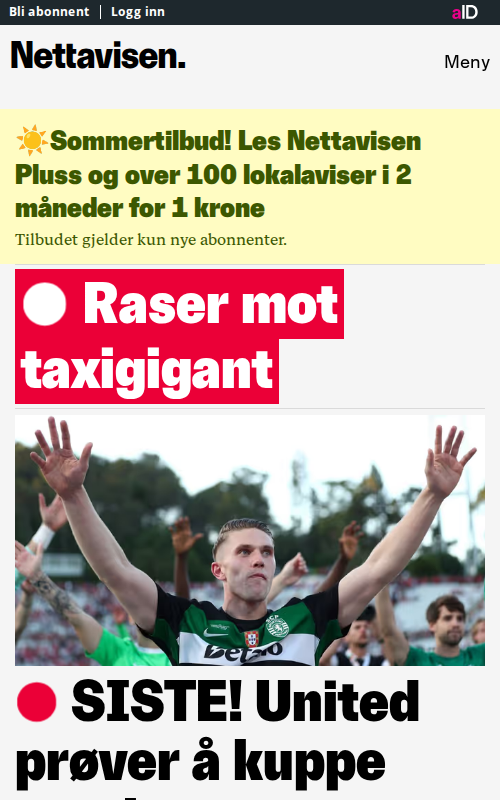 Bli abonnent | Logg inn
aID
Nettavisen.
Meny
Sommertilbud! Les Nettavisen
Pluss og over 100 lokalaviser i 2
måneder for 1 krone
Tilbudet gjelder kun nye abonnenter.
Raser mot
taxigigant
Betano
SISTE! United
prøver å kuppe